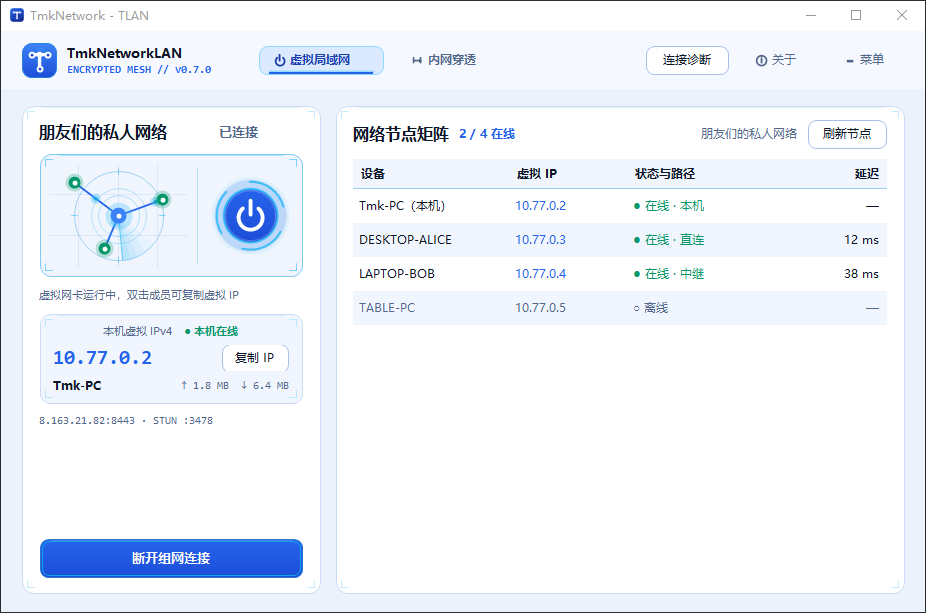 TmkNetwork - TLAN
TmkNetworkLAN
ENCRYPTED MESH // v0.7.0
虚拟局域网
内网穿透
连接诊断
关于
菜单
朋友们的私人网络
已连接
虚拟网卡运行中，双击成员可复制虚拟 IP
本机虚拟 IPv4
● 本机在线
10.77.0.2
复制 IP
Tmk-PC
↑ 1.8 MB ↓ 6.4 MB
8.163.21.82:8443 · STUN :3478
断开组网连接
网络节点矩阵 2 / 4 在线
朋友们的私人网络
刷新节点
设备 虚拟 IP 状态与路径 延迟
Tmk-PC（本机） 10.77.0.2 ● 在线 · 本机 —
DESKTOP-ALICE 10.77.0.3 ● 在线 · 直连 12 ms
LAPTOP-BOB 10.77.0.4 ● 在线 · 中继 38 ms
TABLE-PC 10.77.0.5 ○ 离线 —